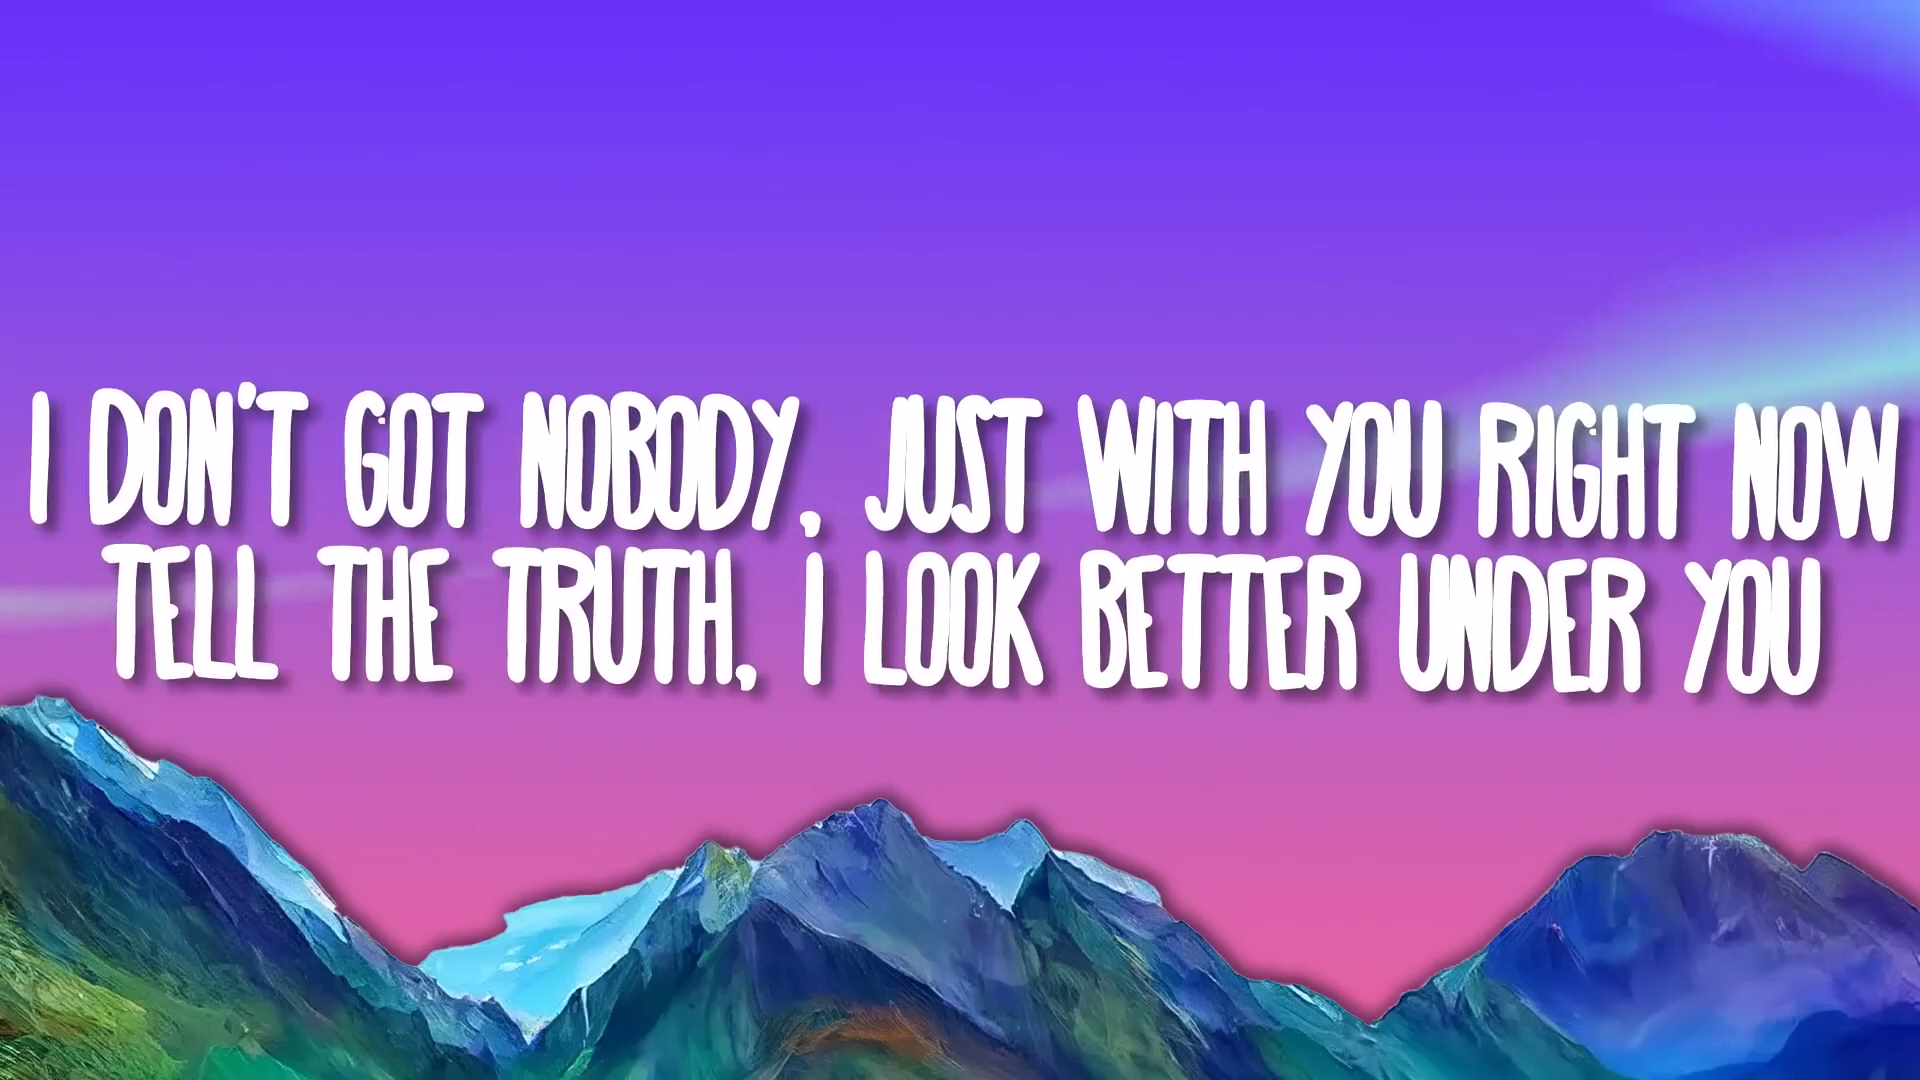 I DON'T GOT NOBODY, JUST WITH YOU RIGHT NOW
TELL THE TRUTH, I LOOK BETTER UNDER YOU